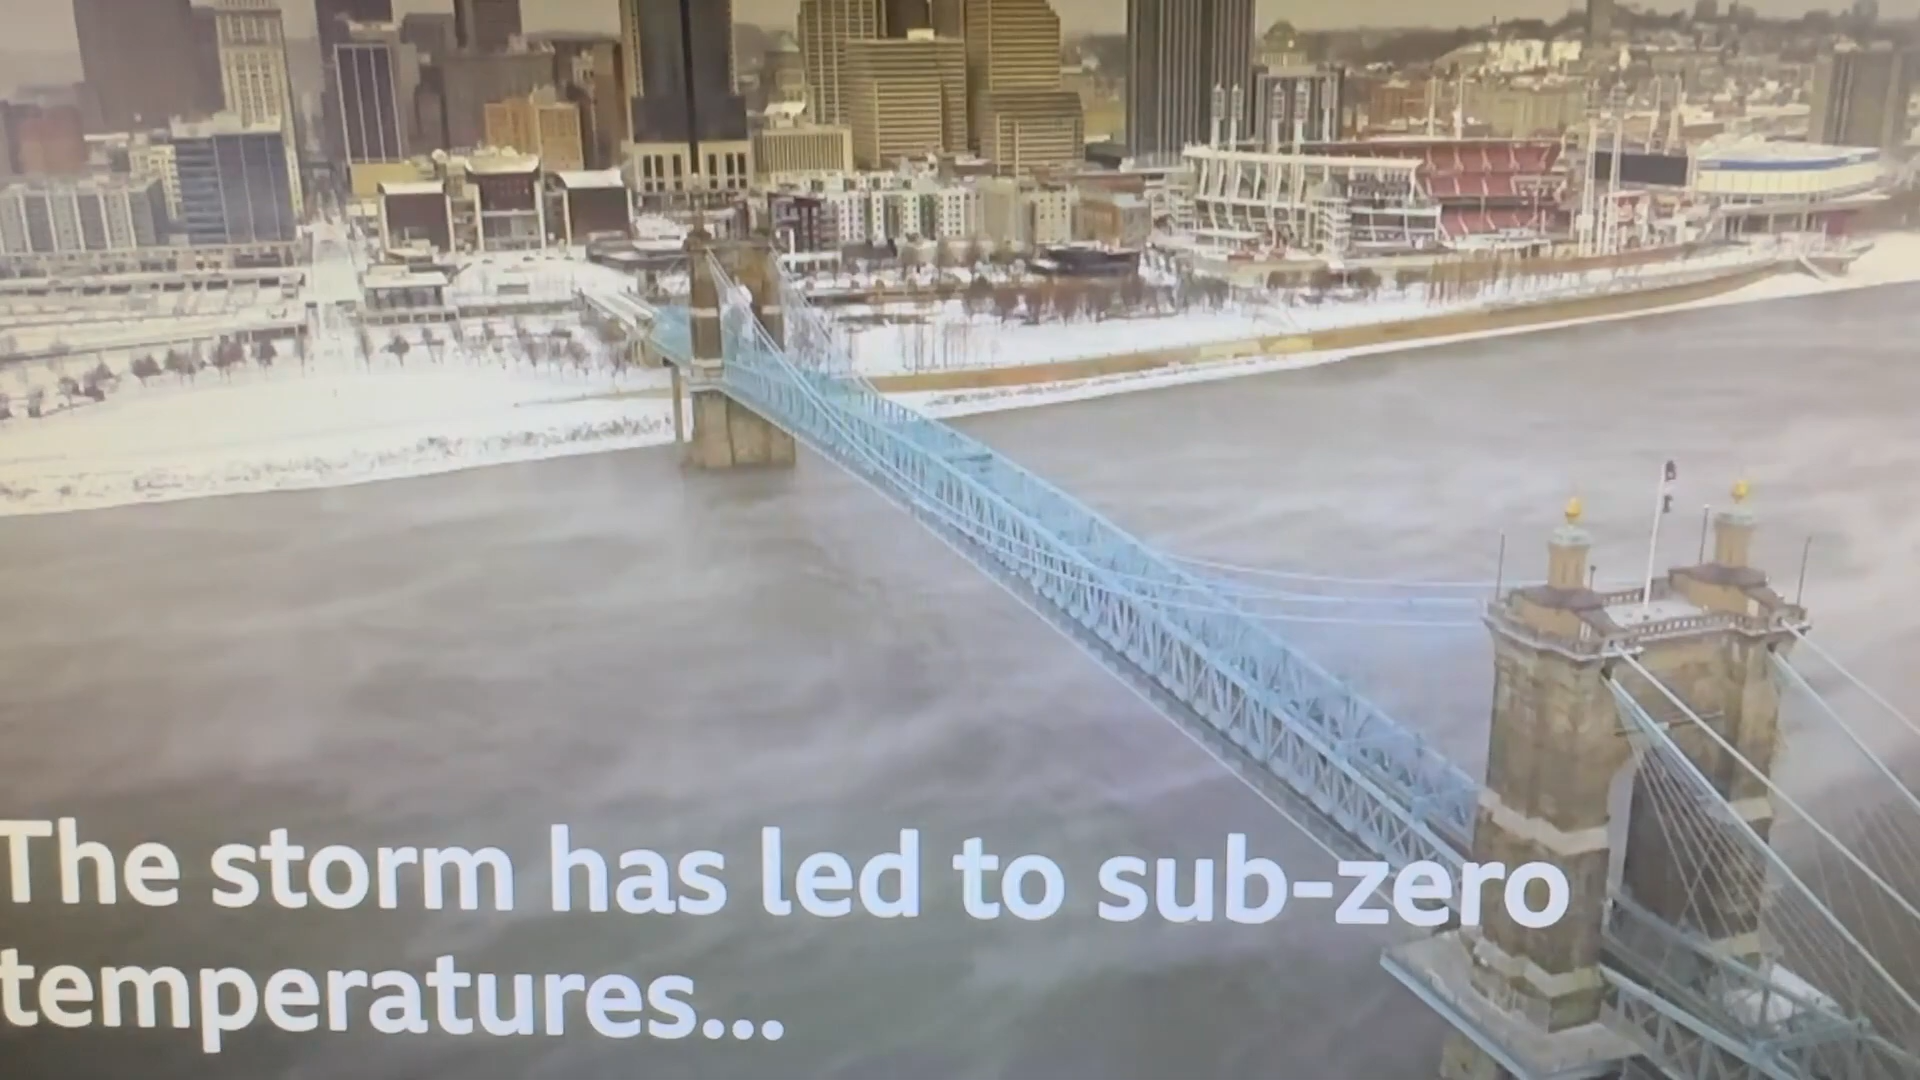 The storm has led to sub-zero
temperatures...